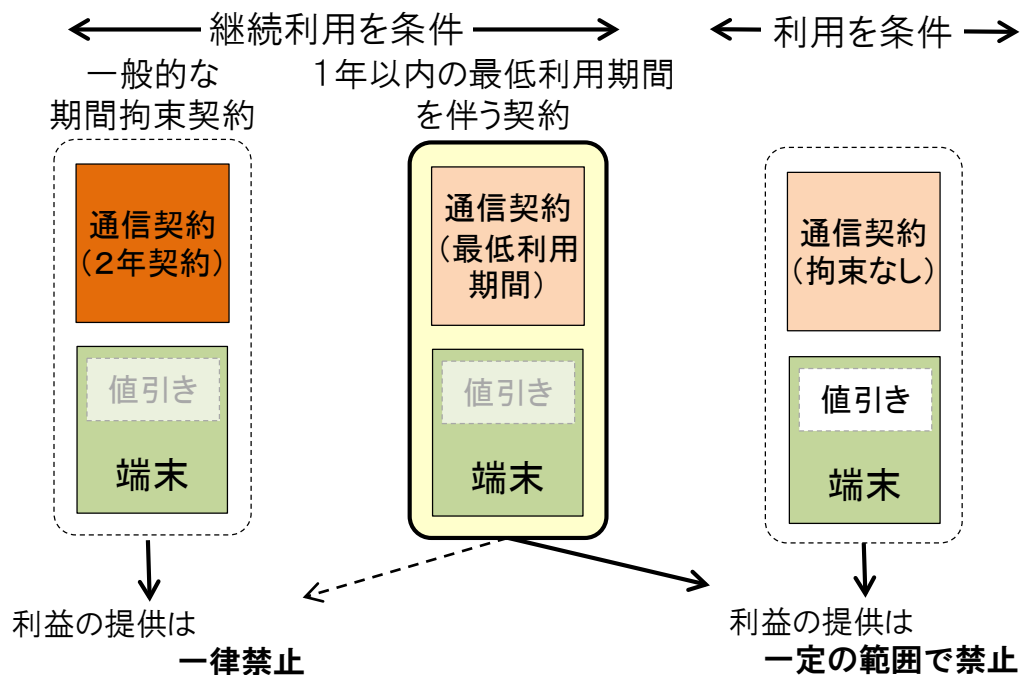 継続利用を条件
利用を条件
一般的な
期間拘束契約
1年以内の最低利用期間
を伴う契約
通信契約
(2年契約)
値引き
端末
通信契約
(最低利用
期間)
値引き
端末
通信契約
(拘束なし)
値引き
端末
利益の提供は
一律禁止
利益の提供は
一定の範囲で禁止